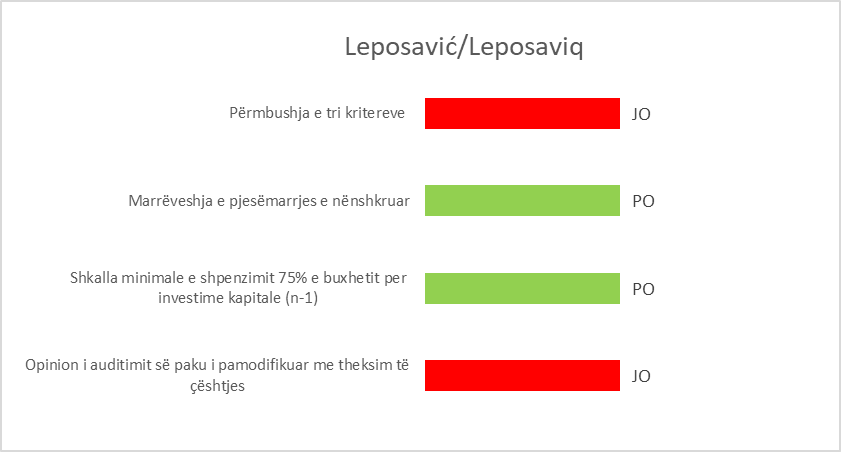 Leposavić/Leposaviq
Përmbushja e tri kritereve
JO
Marrëveshja e pjesëmarrjes e nënshkruar
PO
Shkalla minimale e shpenzimit 75% e buxhetit per
investime kapitale (n-1)
PO
Opinion i auditimit së paku i pamodifikuar me theksim të
çështjes
JO